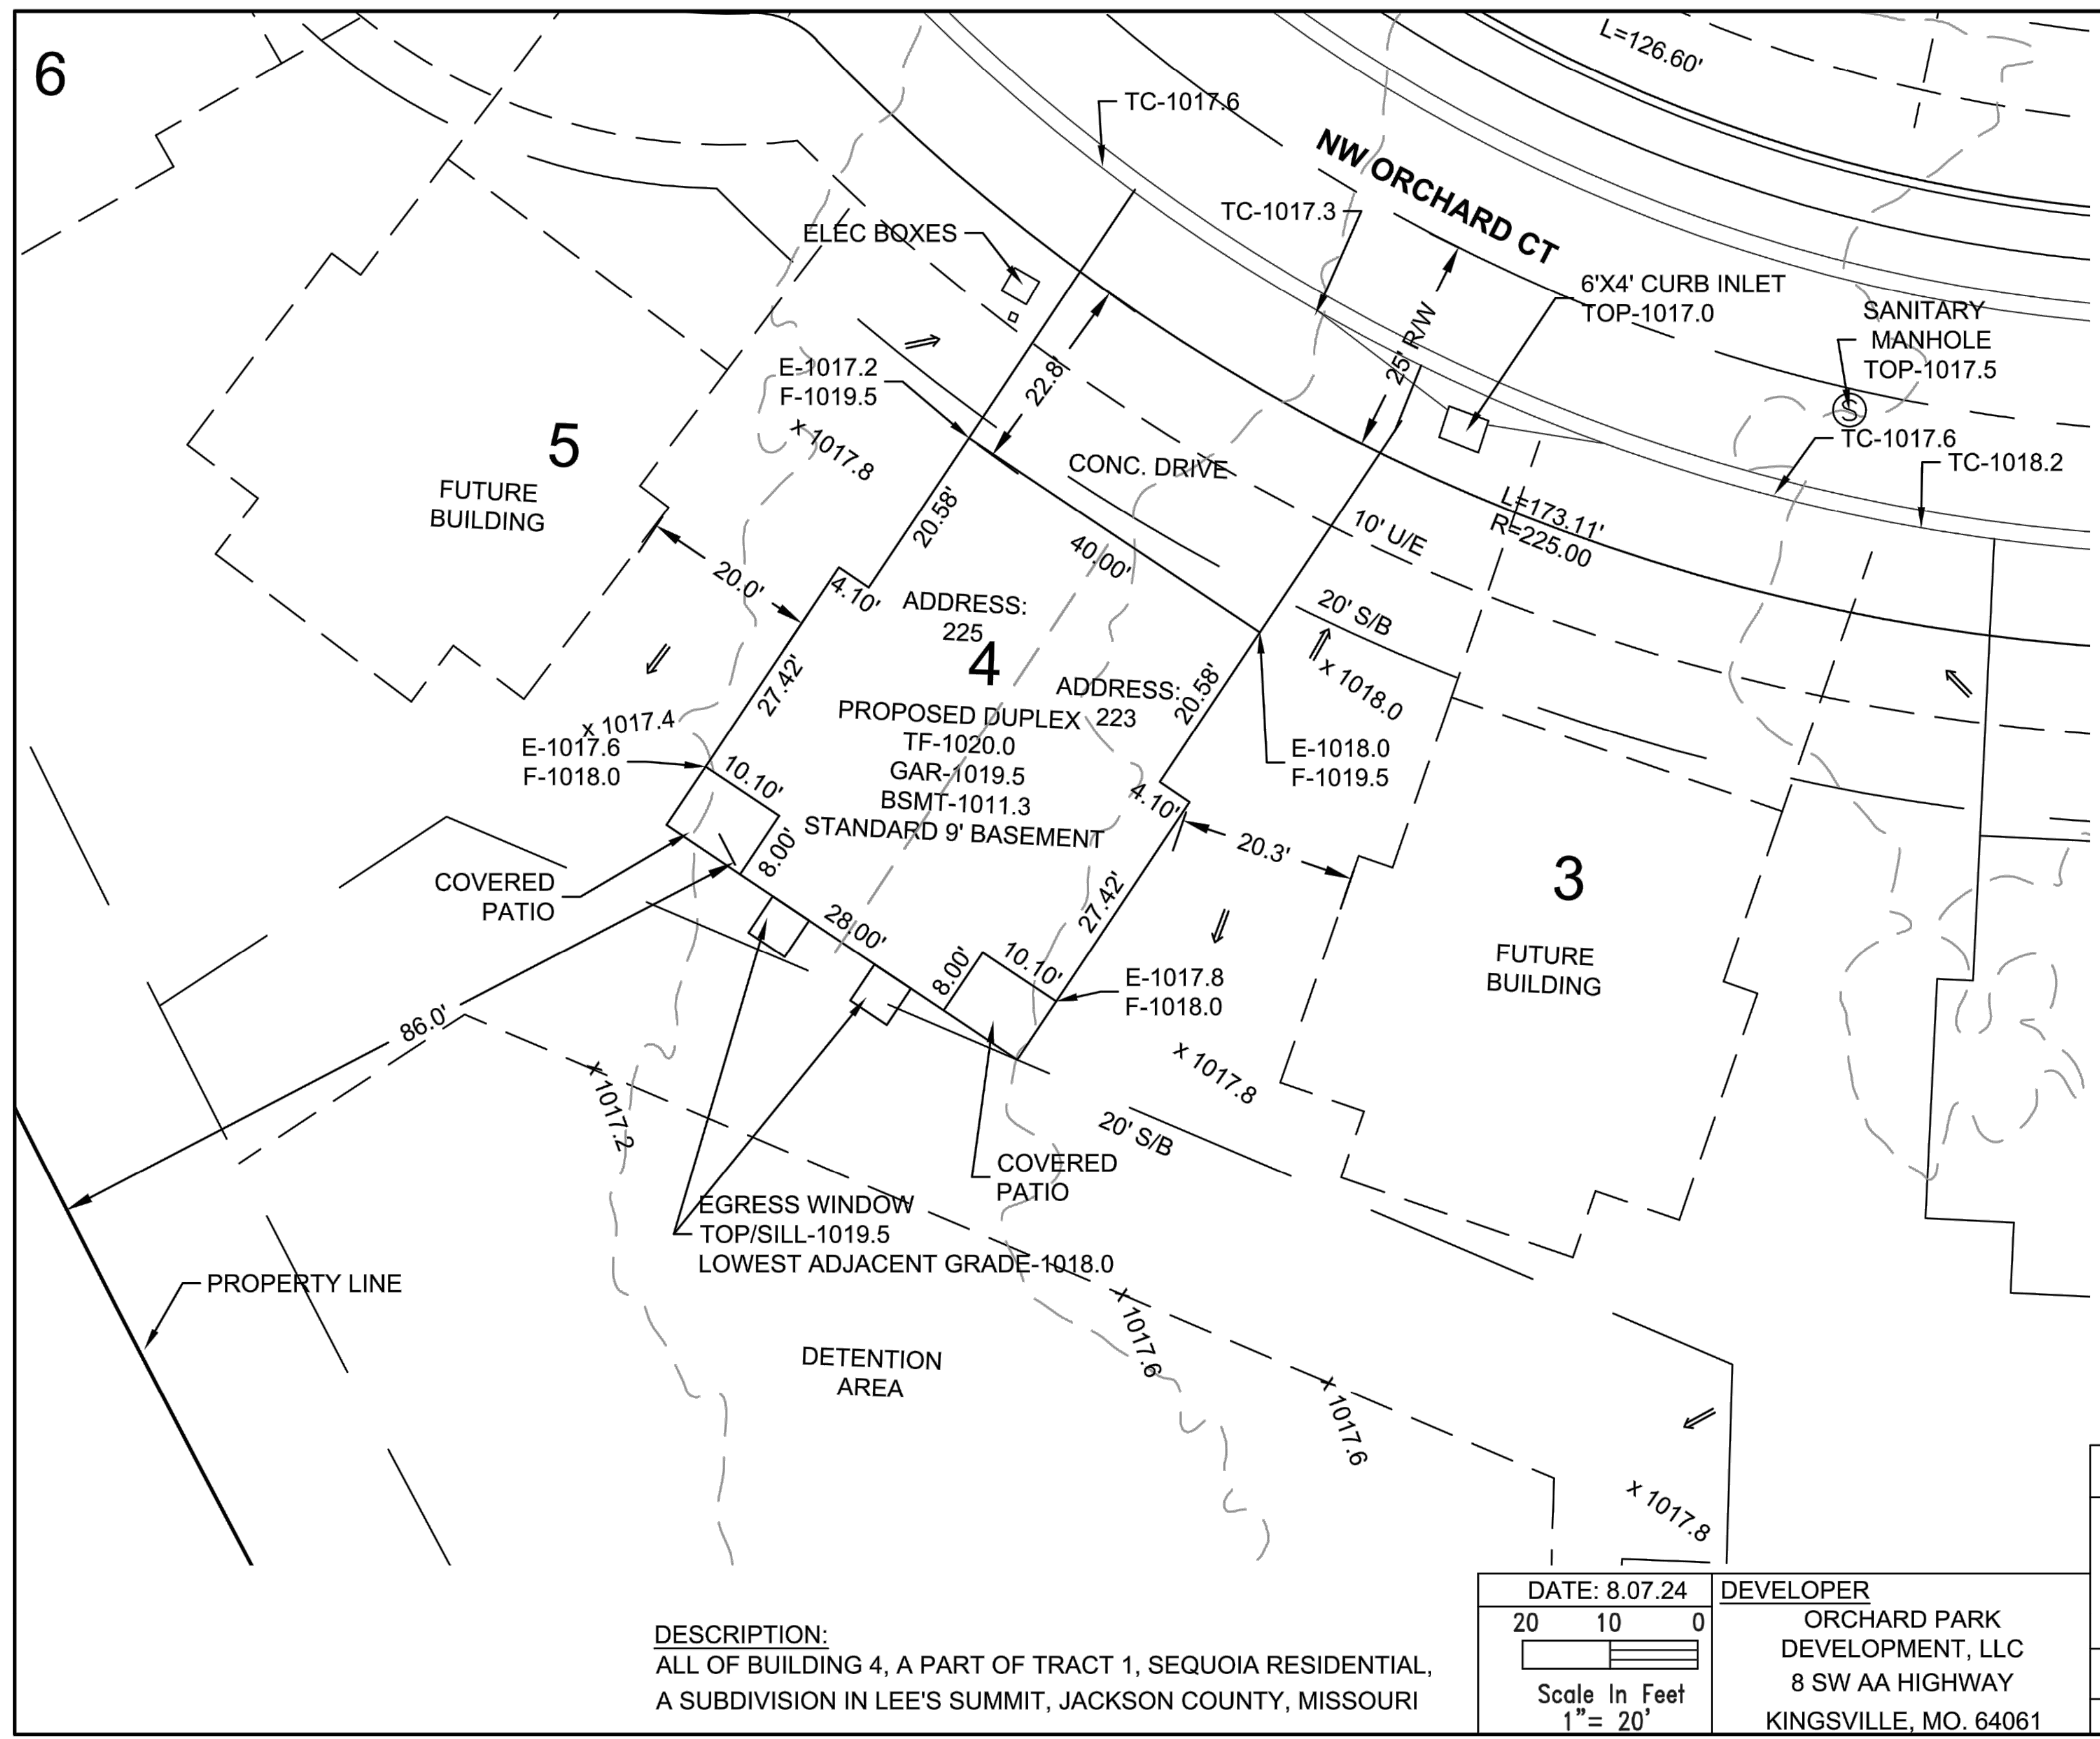 6
L=126.60'
TC-1017.6
NW ORCHARD CT
TC-1017.3
ELEC BOXES
6'X4' CURB INLET
TOP-1017.0
SANITARY
MANHOLE
TOP-1017.5
S
25' R/W
E-1017.2
F-1019.5
22.8'
x 1017.8
5
FUTURE
BUILDING
CONC. DRIVE
TC-1017.6
TC-1018.2
L=173.11'
R=225.00
10' U/E
20.58'
40.00'
20.0'
4.10'
ADDRESS:
225
4
20' S/B
x 1018.0
27.42'
ADDRESS:
223
20.58'
PROPOSED DUPLEX
TF-1020.0
GAR-1019.5
BSMT-1011.3
STANDARD 9' BASEMENT
x 1017.4
E-1017.6
F-1018.0
E-1018.0
F-1019.5
10.10'
4.10'
8.00'
20.3'
3
FUTURE
BUILDING
COVERED
PATIO
28.00'
27.42'
8.00'
10.10'
E-1017.8
F-1018.0
86.0'
x 1017.2
x 1017.8
20' S/B
COVERED
PATIO
EGRESS WINDOW
TOP/SILL-1019.5
LOWEST ADJACENT GRADE-1018.0
PROPERTY LINE
x 1017.6
x 1017.6
DETENTION
AREA
x 1017.8
DESCRIPTION:
ALL OF BUILDING 4, A PART OF TRACT 1, SEQUOIA RESIDENTIAL,
A SUBDIVISION IN LEE'S SUMMIT, JACKSON COUNTY, MISSOURI
DATE: 8.07.24
20 10 0
Scale In Feet
1"= 20'
DEVELOPER
ORCHARD PARK
DEVELOPMENT, LLC
8 SW AA HIGHWAY
KINGSVILLE, MO. 64061